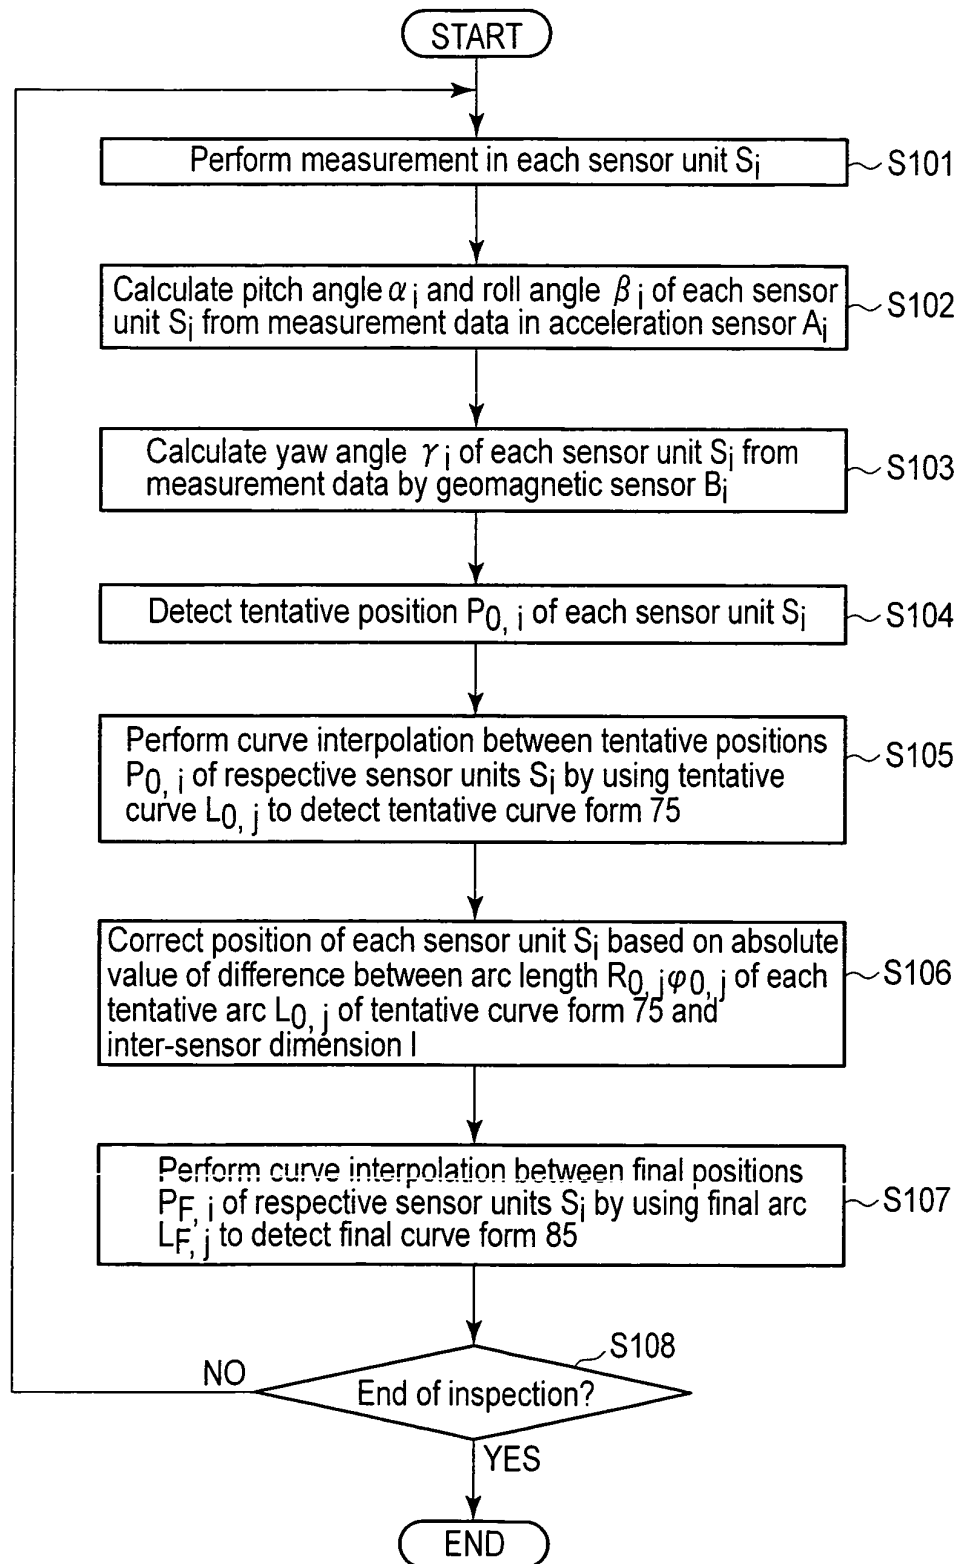 START
Perform measurement in each sensor unit Si
S101
Calculate pitch angle αi and roll angle βi of each sensor
unit Si from measurement data in acceleration sensor Ai
S102
Calculate yaw angle γi of each sensor unit Si from
measurement data by geomagnetic sensor Bi
S103
Detect tentative position P0, i of each sensor unit Si
S104
Perform curve interpolation between tentative positions
P0, i of respective sensor units Si by using tentative
curve L0, j to detect tentative curve form 75
S105
Correct position of each sensor unit Si based on absolute
value of difference between arc length R0, jφ0, j of each
tentative arc L0, j of tentative curve form 75 and
inter-sensor dimension l
S106
Perform curve interpolation between final positions
PF, i of respective sensor units Si by using final arc
LF, j to detect final curve form 85
S107
S108
NO
End of inspection?
YES
END